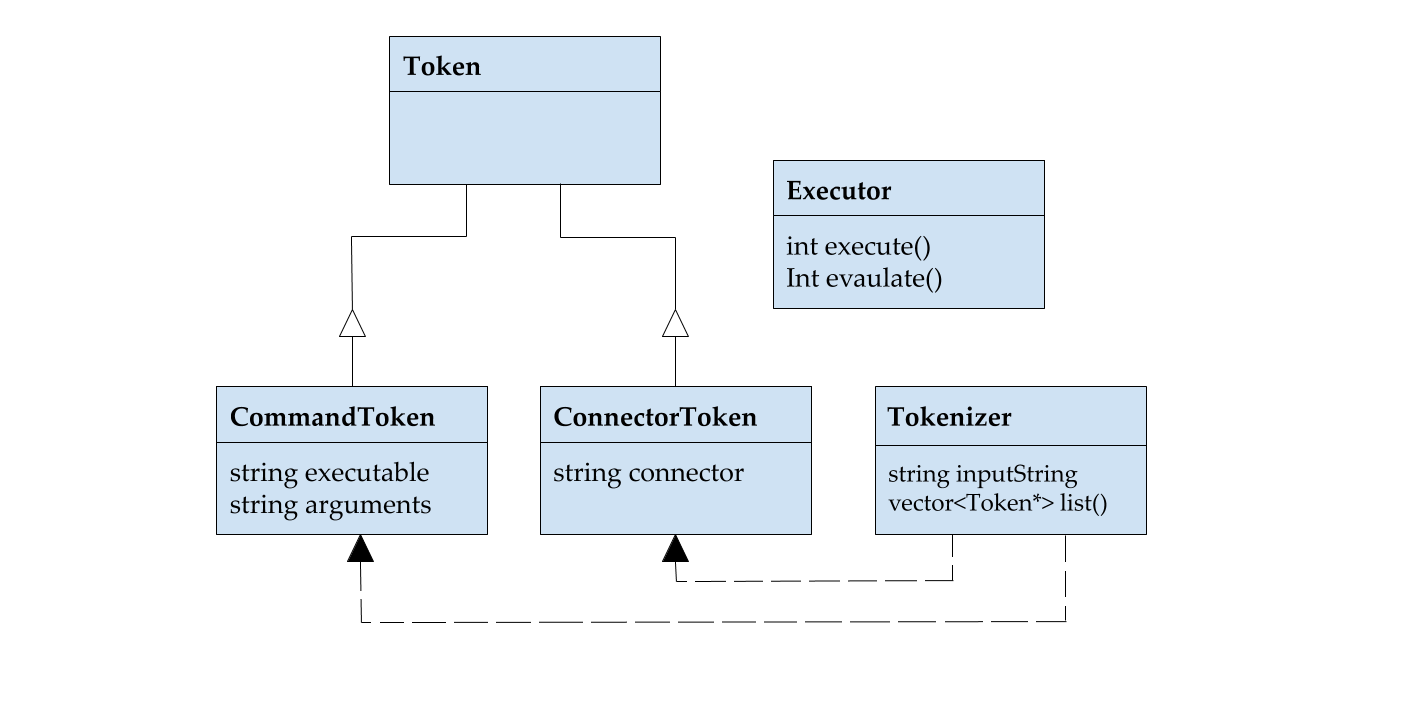 Token
Executor
int execute()
Int evaulate()
CommandToken
string executable
string arguments
ConnectorToken
string connector
Tokenizer
string inputString
vector<Token*> list()